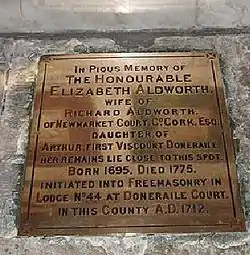 In Pious Memory of
The Honourable
Elizabeth Aldworth,
wife of
Richard Aldworth,
of Newmarket Court, Co. Cork, Esq.
daughter of
Arthur, first Viscount Doneraile,
her remains lie close to this spot.
Born 1695, Died 1775.
Initiated into Freemasonry in
Lodge No. 44 at Doneraile Court,
in this County A.D. 1712.